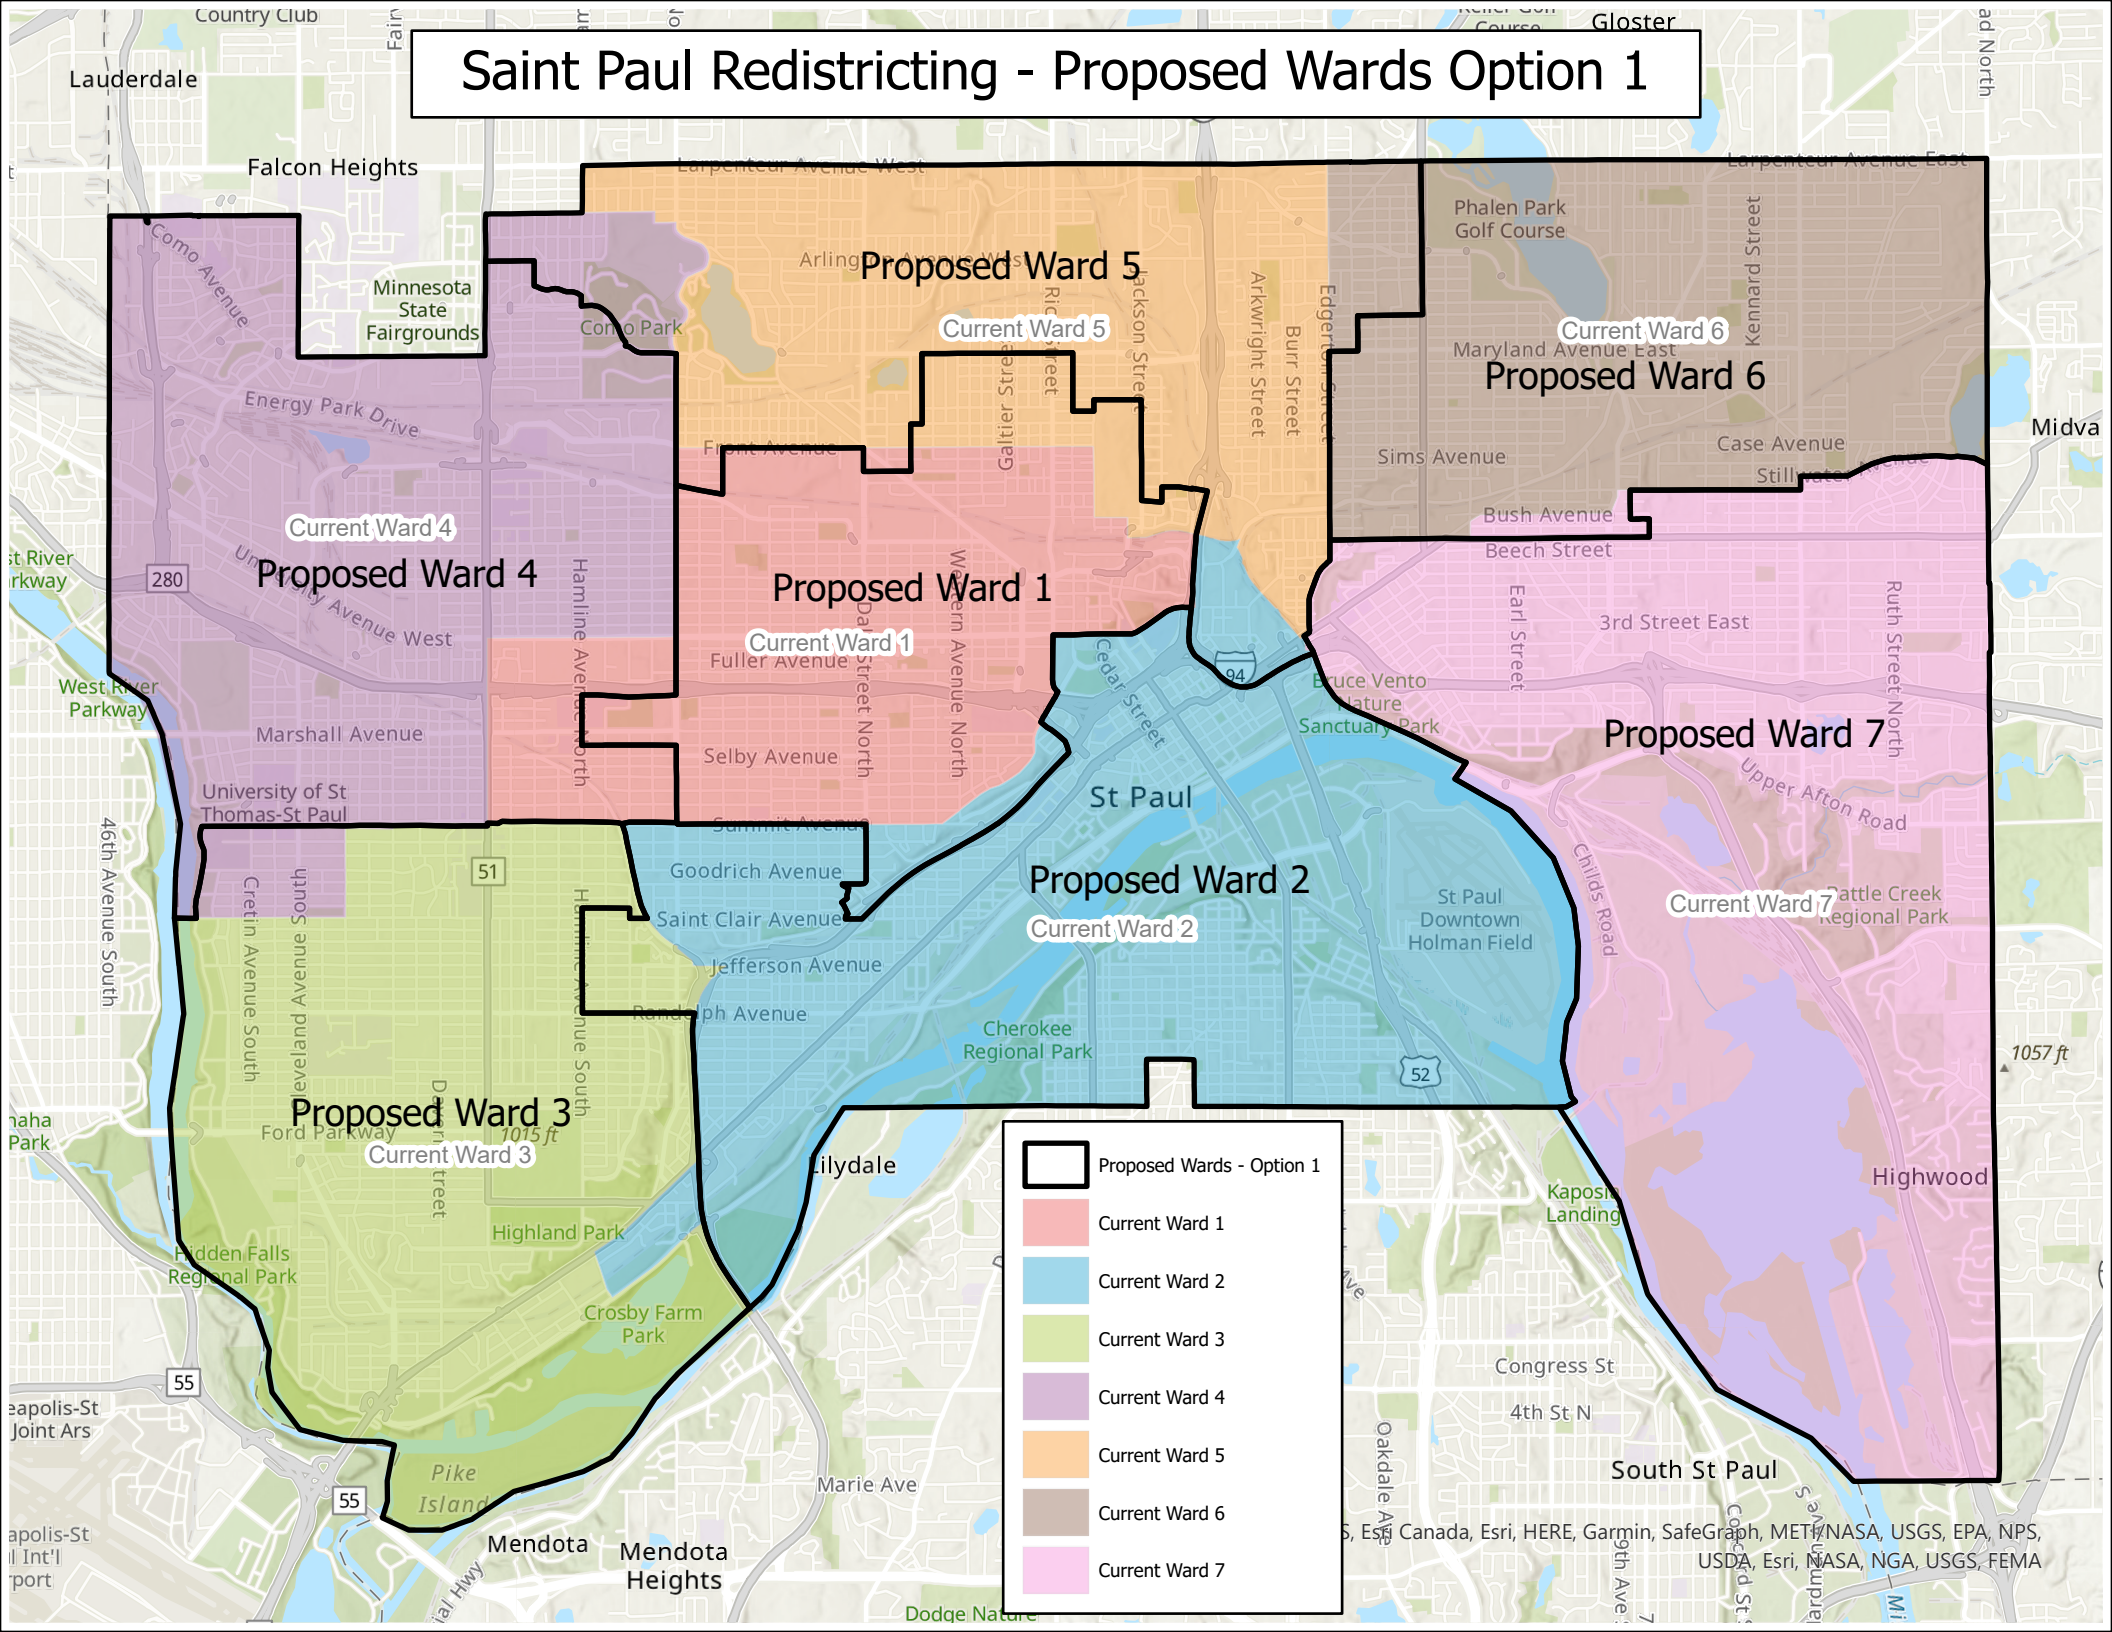 Country Club
Gloster
Course
Saint Paul Redistricting - Proposed Wards Option 1
Lauderdale
Falcon Heights
Larpenteur Avenue West
Larpenteur Avenue East
Como Avenue
Minnesota
State
Fairgrounds
Como Park
Arlington Avenue West
Proposed Ward 5
Current Ward 5
Jackson Street
Galtier Street
Arkwright Street
Burr Street
Edgerton Street
Phalen Park
Golf Course
Kennard Street
Current Ward 6
Maryland Avenue East
Proposed Ward 6
Midva
Energy Park Drive
Front Avenue
Sims Avenue
Case Avenue
Stillwater Avenue
Bush Avenue
Beech Street
Current Ward 4
Proposed Ward 4
280
University Avenue West
Hamline Avenue North
Proposed Ward 1
Current Ward 1
Fuller Avenue
Western Avenue North
Selby Avenue
Summit Avenue
Cedar Street
94
Earl Street
3rd Street East
Ruth Street North
Bruce Vento
Nature
Sanctuary Park
Proposed Ward 7
Upper Afton Road
West River
Parkway
Marshall Avenue
University of St
Thomas-St Paul
46th Avenue South
St Paul
Proposed Ward 2
Current Ward 2
Goodrich Avenue
Saint Clair Avenue
Jefferson Avenue
Randolph Avenue
51
Cretin Avenue South
Cleveland Avenue South
Hamline Avenue South
St Paul
Downtown
Holman Field
Childs Road
Current Ward 7
Battle Creek
Regional Park
Cherokee
Regional Park
52
1057 ft
Proposed Ward 3
Ford Parkway
1015 ft
Current Ward 3
Highland Park
Hidden Falls
Regional Park
Crosby Farm
Park
Lilydale
Kaposia
Landing
Highwood
55
55
Pike
Island
Mendota
Mendota
Heights
Marie Ave
Dodge Nature
Oakdale Ave
Congress St
4th St N
South St Paul
Proposed Wards - Option 1
Current Ward 1
Current Ward 2
Current Ward 3
Current Ward 4
Current Ward 5
Current Ward 6
Current Ward 7
Esri Canada, Esri, HERE, Garmin, SafeGraph, METI/NASA, USGS, EPA, NPS,
USDA, Esri, NASA, NGA, USGS, FEMA